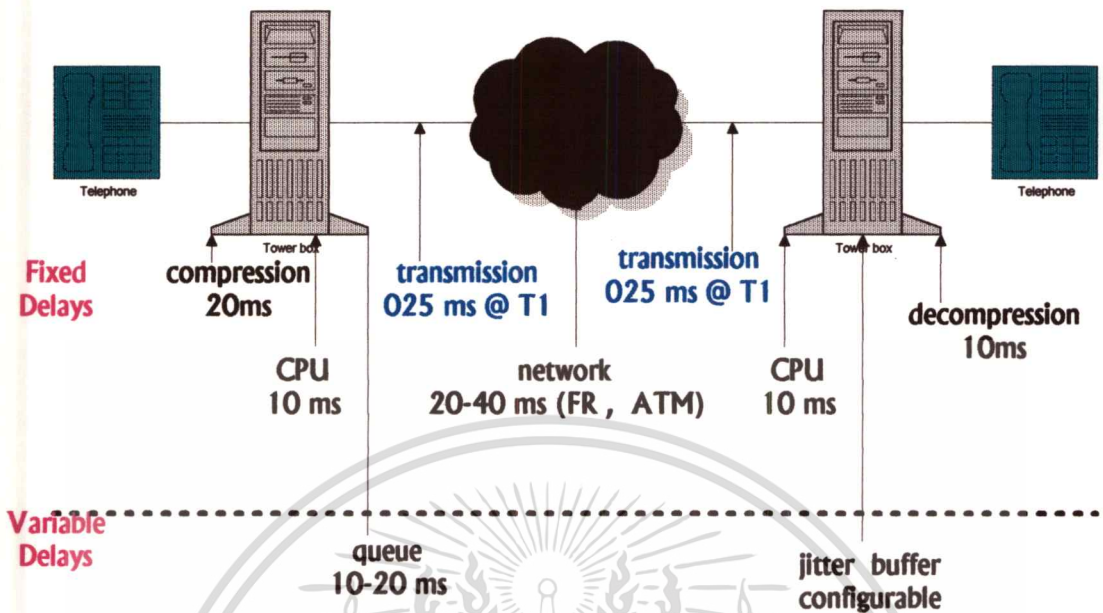 Telephone
Tower box
Tower box
Telephone
Fixed
Delays
compression
20ms
transmission
025 ms @ T1
transmission
025 ms @ T1
decompression
10ms
CPU
10 ms
network
20-40 ms (FR , ATM)
CPU
10 ms
Variable
Delays
queue
10-20 ms
jitter buffer
configurable